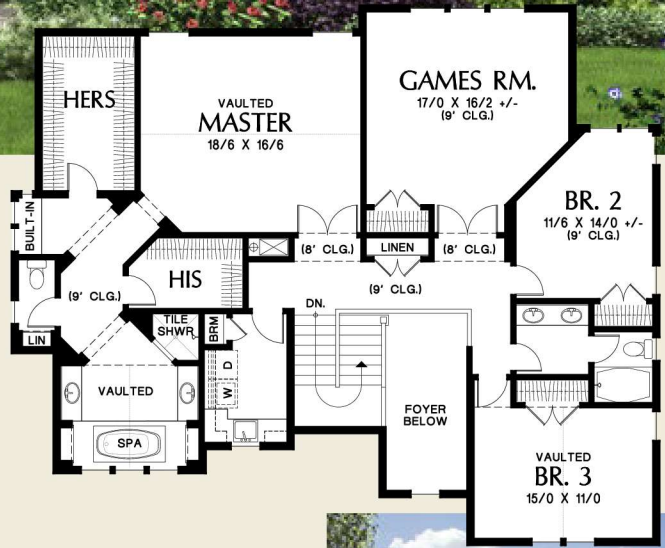 HERS
VAULTED
MASTER
18/6 X 16/6
GAMES RM.
17/0 X 16/2 +/-
(9' CLG.)
BR. 2
11/6 X 14/0 +/-
(9' CLG.)
BUILT-IN
(8' CLG.)
LINEN
(8' CLG.)
HIS
(9' CLG.)
(9' CLG.)
DN.
TILE
SHWR
BRM
LIN
D
W
VAULTED
FOYER
BELOW
SPA
VAULTED
BR. 3
15/0 X 11/0